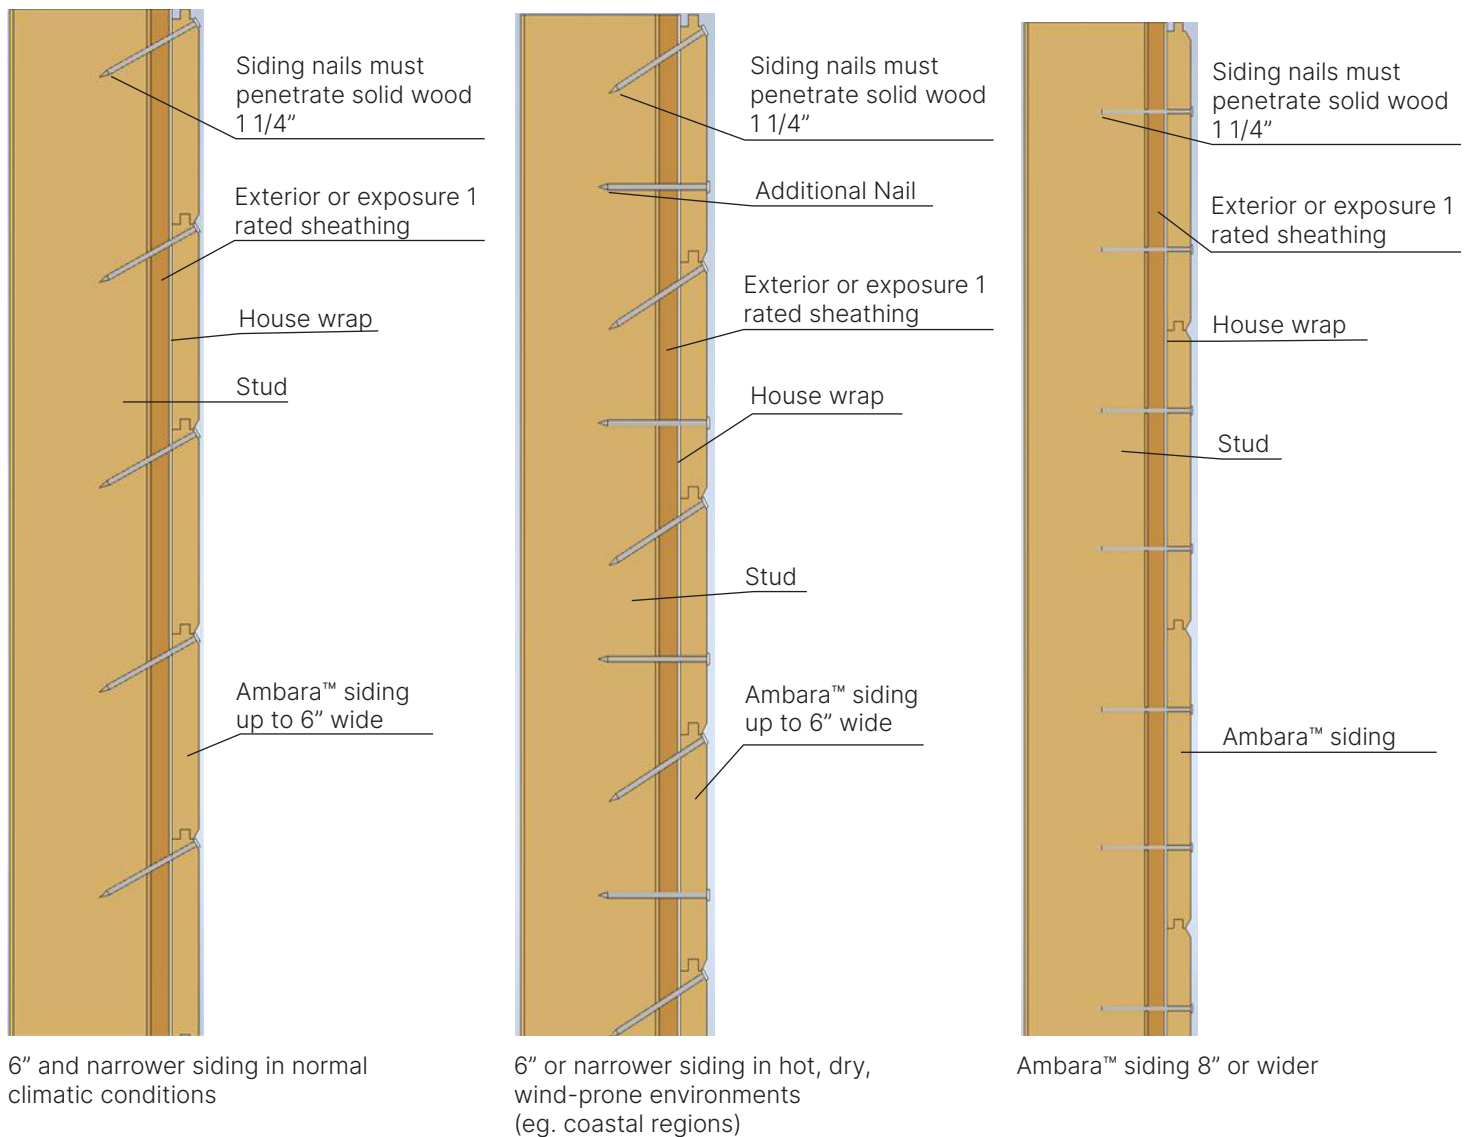 Siding nails must
penetrate solid wood
1 1/4”
Exterior or exposure 1
rated sheathing
House wrap
Stud
Ambara™ siding
up to 6” wide
6” and narrower siding in normal
climatic conditions
Siding nails must
penetrate solid wood
1 1/4”
Additional Nail
Exterior or exposure 1
rated sheathing
House wrap
Stud
Ambara™ siding
up to 6” wide
6” or narrower siding in hot, dry,
wind-prone environments
(eg. coastal regions)
Siding nails must
penetrate solid wood
1 1/4”
Exterior or exposure 1
rated sheathing
House wrap
Stud
Ambara™ siding
Ambara™ siding 8” or wider